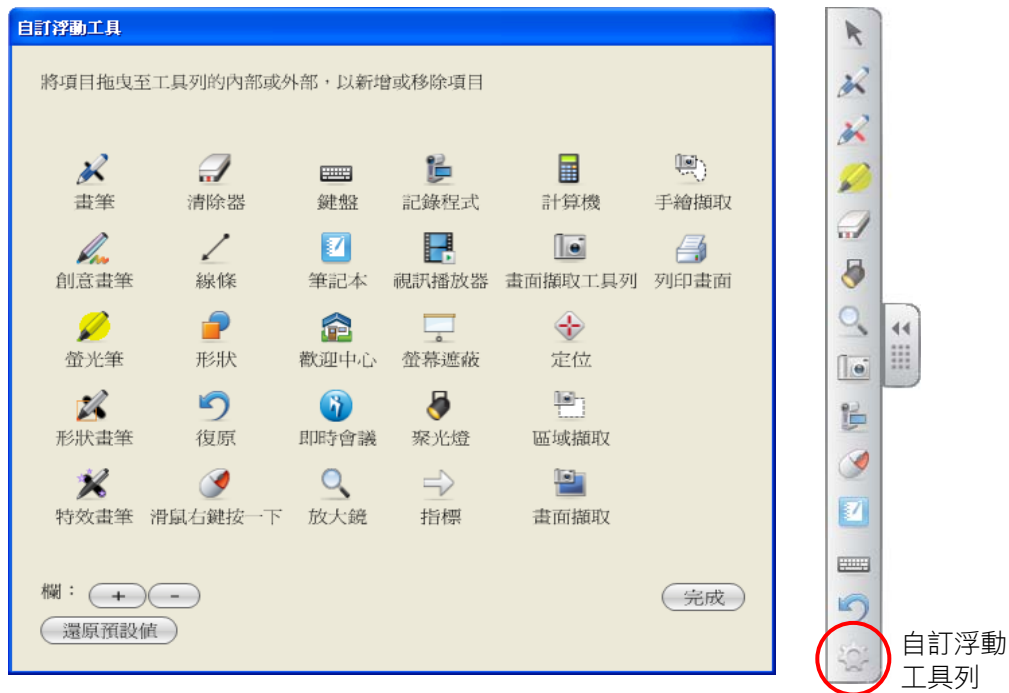 自訂浮動工具
將項目拖曳至工具列的內部或外部，以新增或移除項目
畫筆 清除器 鍵盤 記錄程式 計算機 手繪擷取
創意畫筆 線條 筆記本 視訊播放器 畫面擷取工具列 列印畫面
螢光筆 形狀 歡迎中心 螢幕遮蔽 定位
形狀畫筆 復原 即時會議 聚光燈 區域擷取
特效畫筆 滑鼠右鍵按一下 放大鏡 指標 畫面擷取
欄： + -
完成
還原預設值
自訂浮動
工具列